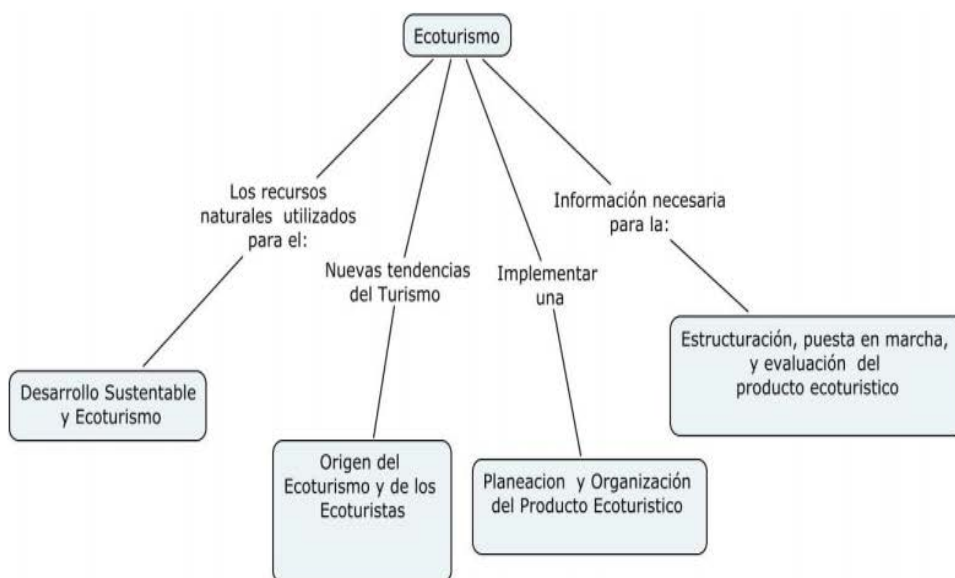 Ecoturismo
Los recursos
naturales utilizados
para el:
Nuevas tendencias
del Turismo
Implementar
una
Información necesaria
para la:
Desarrollo Sustentable
y Ecoturismo
Origen del
Ecoturismo y de los
Ecoturistas
Planeacion y Organización
del Producto Ecoturistico
Estructuración, puesta en marcha,
y evaluación del
producto ecoturistico